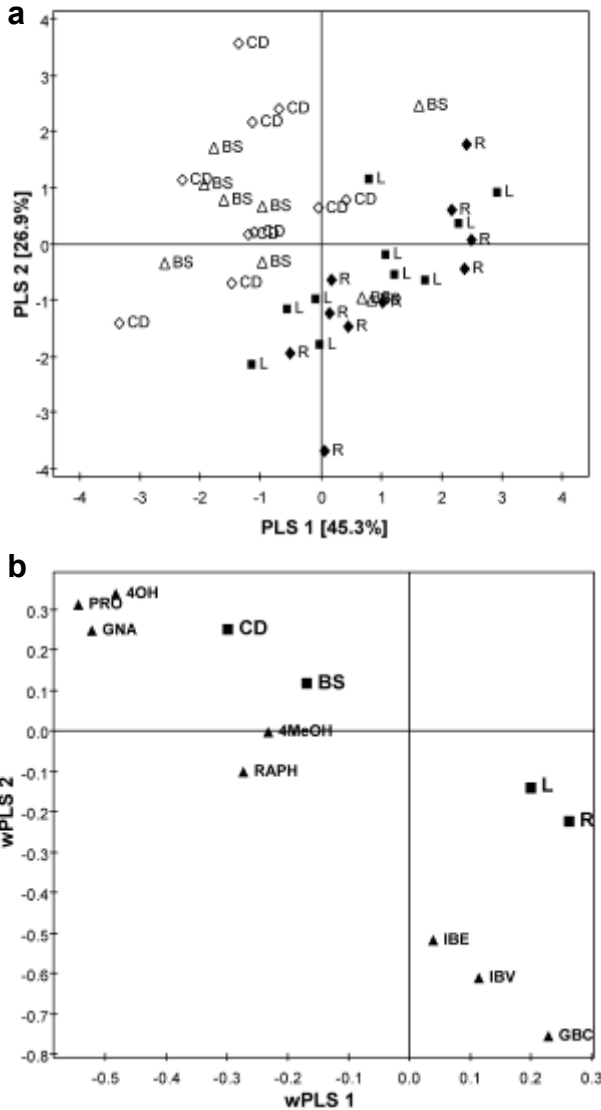 a
4
3
2
1
0
-1
-2
-3
-4
PLS 2 [26.9%]
CD
CD
CD
BS
BS
CD
BS
BS
BS
CD
CD
CD
BS
BS
CD
CD
BS
R
L
L
R
L
R
L
R
L
L
R
BS
R
L
R
L
R
L
R
L
R
-4 -3 -2 -1 0 1 2 3 4
PLS 1 [45.3%]
b
0.3
0.2
0.1
0.0
-0.1
-0.2
-0.3
-0.4
-0.5
-0.6
-0.7
-0.8
wPLS 2
4OH
PRO
GNA
CD
BS
4MeOH
RAPH
L
R
IBE
IBV
GBC
-0.5 -0.4 -0.3 -0.2 -0.1 0.0 0.1 0.2 0.3
wPLS 1